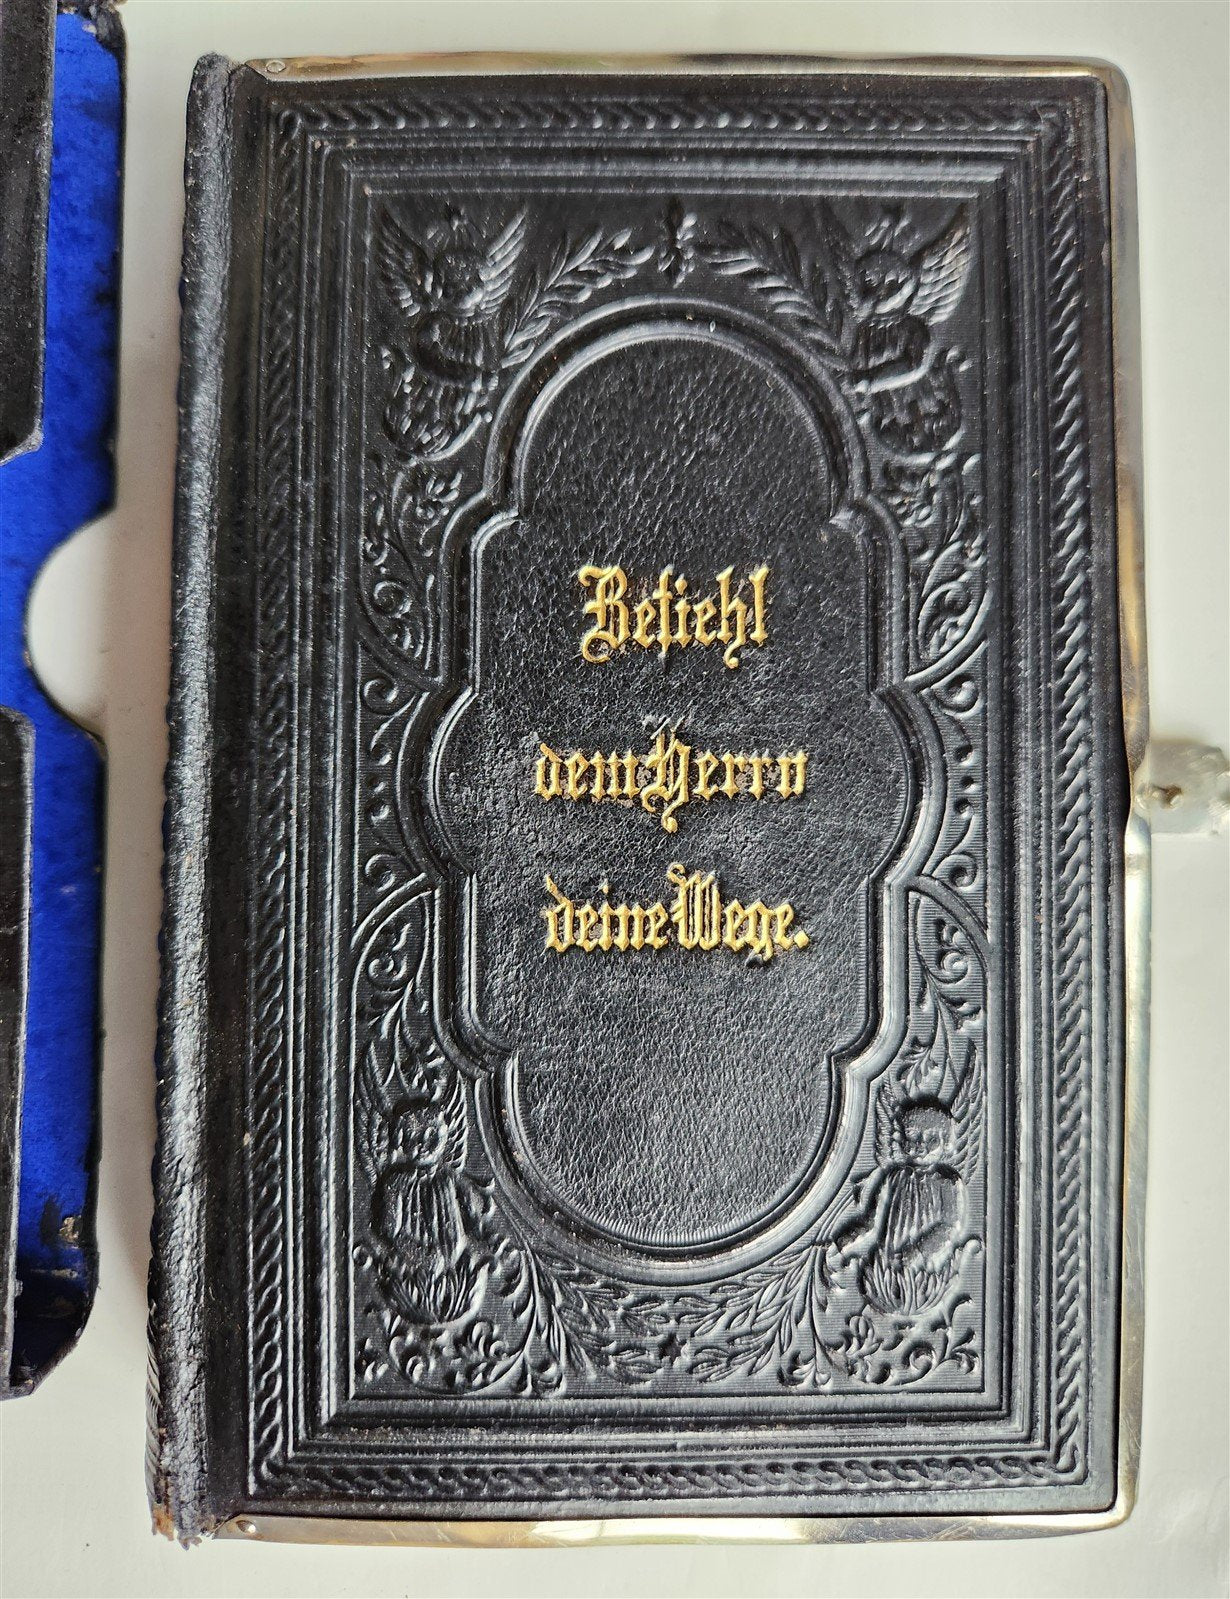 Befiehl
dem Herrn
deine Wege.